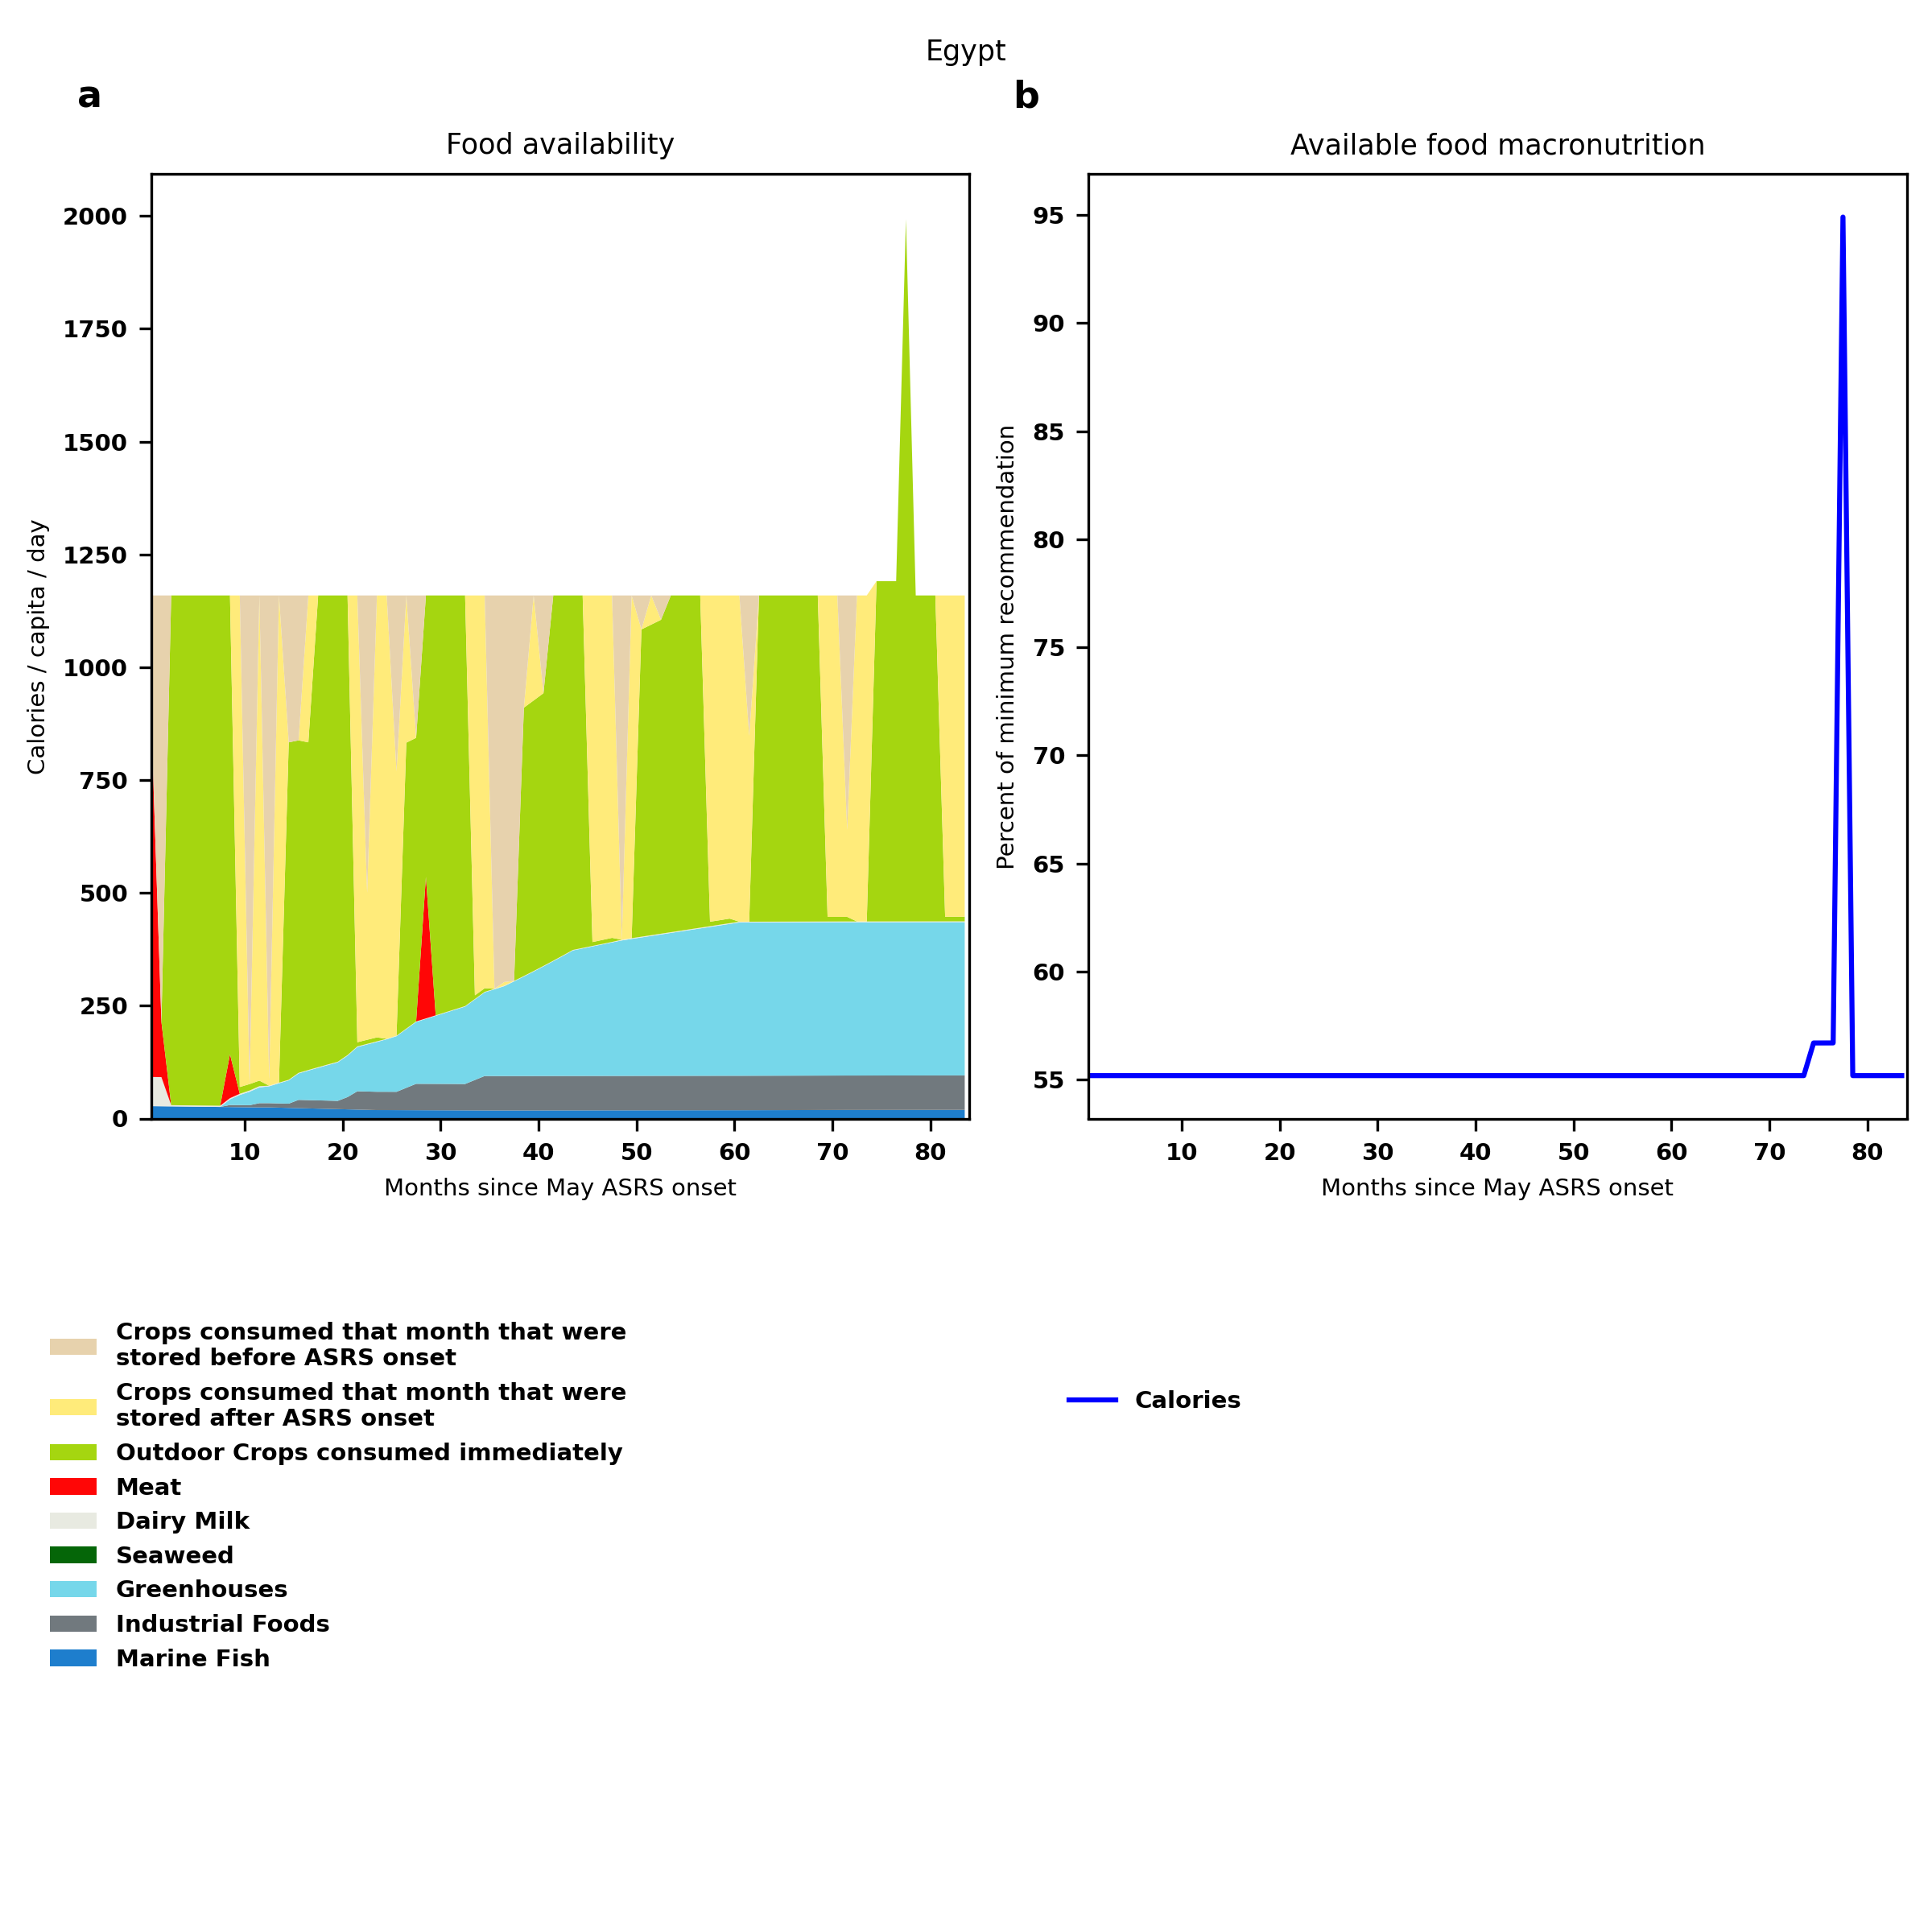 Egypt
a
Food availability
Calories / capita / day
2000
1750
1500
1250
1000
750
500
250
0
10 20 30 40 50 60 70 80
Months since May ASRS onset
b
Available food macronutrition
Percent of minimum recommendation
95
90
85
80
75
70
65
60
55
10 20 30 40 50 60 70 80
Months since May ASRS onset
Crops consumed that month that were
stored before ASRS onset
Crops consumed that month that were
stored after ASRS onset
Outdoor Crops consumed immediately
Meat
Dairy Milk
Seaweed
Greenhouses
Industrial Foods
Marine Fish
Calories